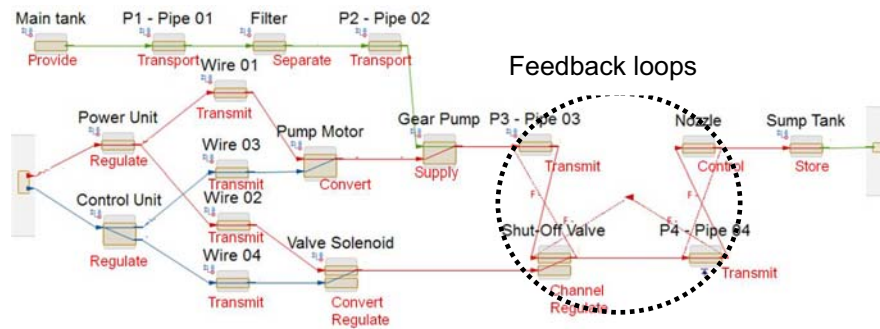 Main tank
P1 - Pipe 01
Filter
P2 - Pipe 02
Provide
Transport
Separate
Transport
Wire 01
Feedback loops
Transmit
Power Unit
Regulate
Wire 03
Transmit
Pump Motor
Convert
Gear Pump
Supply
P3 - Pipe 03
Transmit
Nozzle
Control
Sump Tank
Store
Control Unit
Regulate
Wire 02
Transmit
F-
F-
F-
F-
Wire 04
Transmit
Valve Solenoid
Convert
Regulate
Shut-Off Valve
Channel
Regulate
P4 - Pipe 04
Transmit